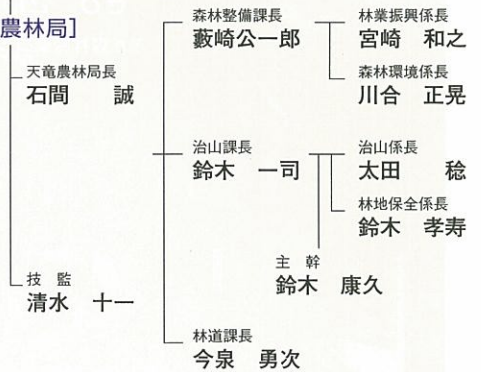 農林局］
天竜農林局長
石間　誠
技　監
清水　十一
森林整備課長
藪崎公一郎
林業振興係長
宮崎　和之
森林環境係長
川合　正晃
治山課長
鈴木　一司
治山係長
太田　稔
林地保全係長
鈴木　孝寿
主　幹
鈴木　康久
林道課長
今泉　勇次